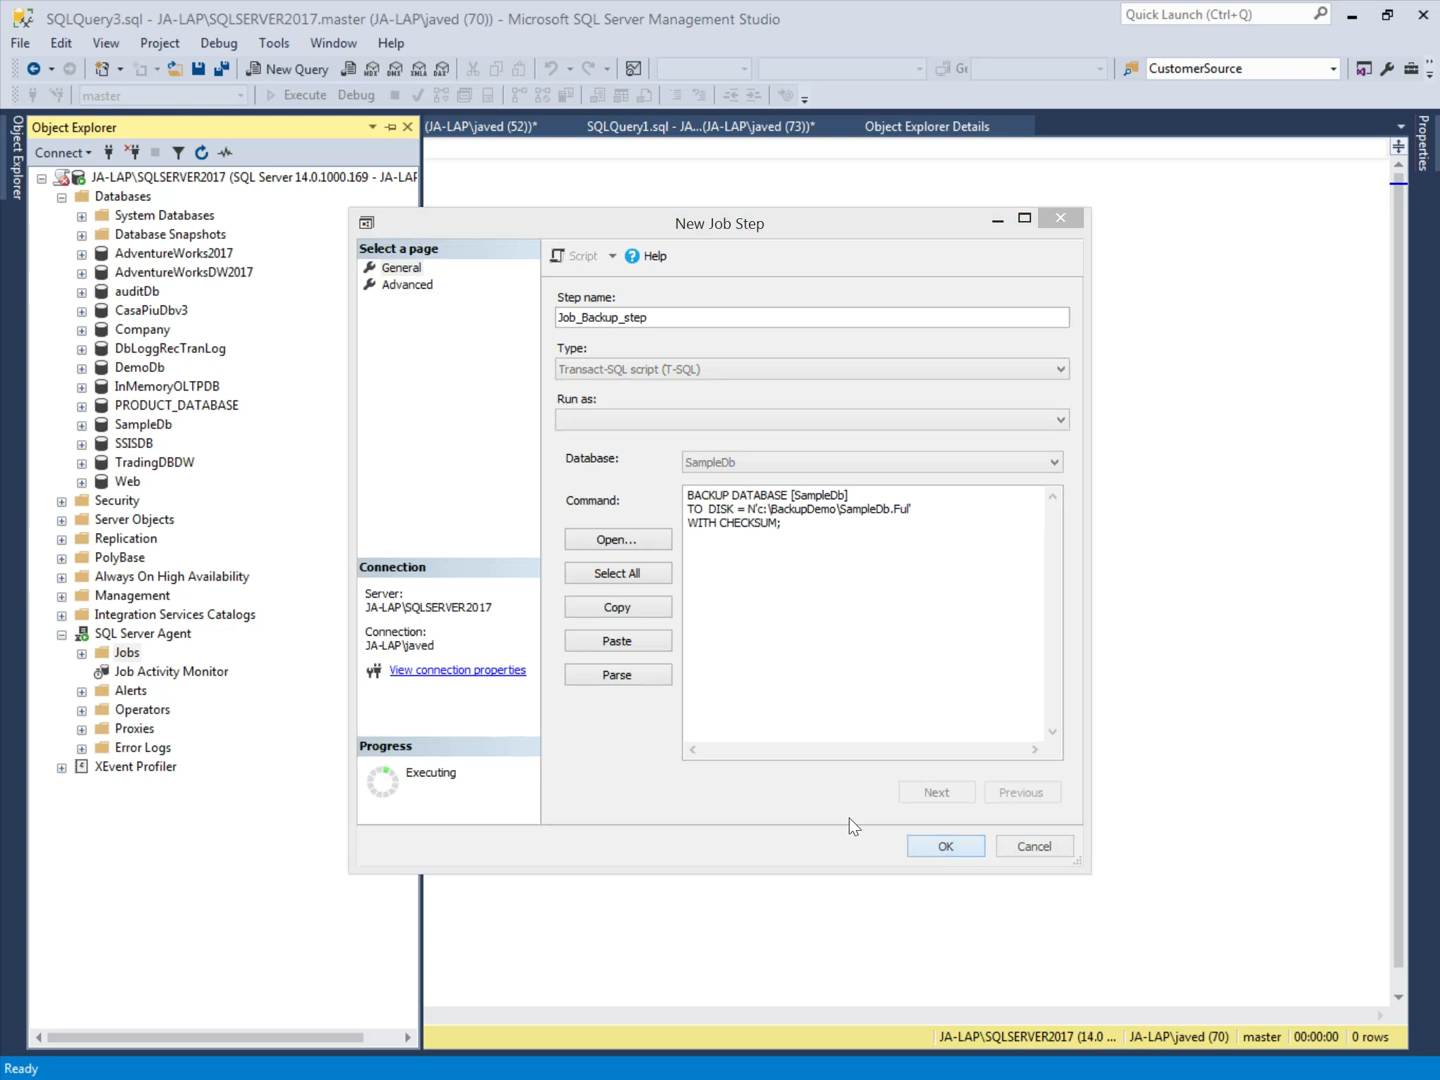 SQLQuery3.sql - JA-LAP\SQLSERVER2017.master (JA-LAP\javed (70)) - Microsoft SQL Server Management Studio
Quick Launch (Ctrl+Q)
File Edit View Project Debug Tools Window Help
New Query
MDX DMX XMLA DAX
CustomerSource
master
Execute Debug
Object Explorer
(JA-LAP\javed (52))*
SQLQuery1.sql - JA...(JA-LAP\javed (73))*
Object Explorer Details
Object Explorer
Properties
Connect
JA-LAP\SQLSERVER2017 (SQL Server 14.0.1000.169 - JA-LAP
Databases
System Databases
Database Snapshots
AdventureWorks2017
AdventureWorksDW2017
auditDb
CasaPiuDbv3
Company
DbLoggRecTranLog
DemoDb
InMemoryOLTPDB
PRODUCT_DATABASE
SampleDb
SSISDB
TradingDBDW
Web
Security
Server Objects
Replication
PolyBase
Always On High Availability
Management
Integration Services Catalogs
SQL Server Agent
Jobs
Job Activity Monitor
Alerts
Operators
Proxies
Error Logs
XEvent Profiler
New Job Step
Select a page
General
Advanced
Connection
Server:
JA-LAP\SQLSERVER2017
Connection:
JA-LAP\javed
View connection properties
Progress
Executing
Script Help
Step name:
Job_Backup_step
Type:
Transact-SQL script (T-SQL)
Run as:
Database:
SampleDb
Command:
BACKUP DATABASE [SampleDb]
TO DISK = N'c:\BackupDemo\SampleDb.Ful'
WITH CHECKSUM;
Open...
Select All
Copy
Paste
Parse
Next Previous
OK Cancel
JA-LAP\SQLSERVER2017 (14.0 ... JA-LAP\javed (70) master 00:00:00 0 rows
Ready